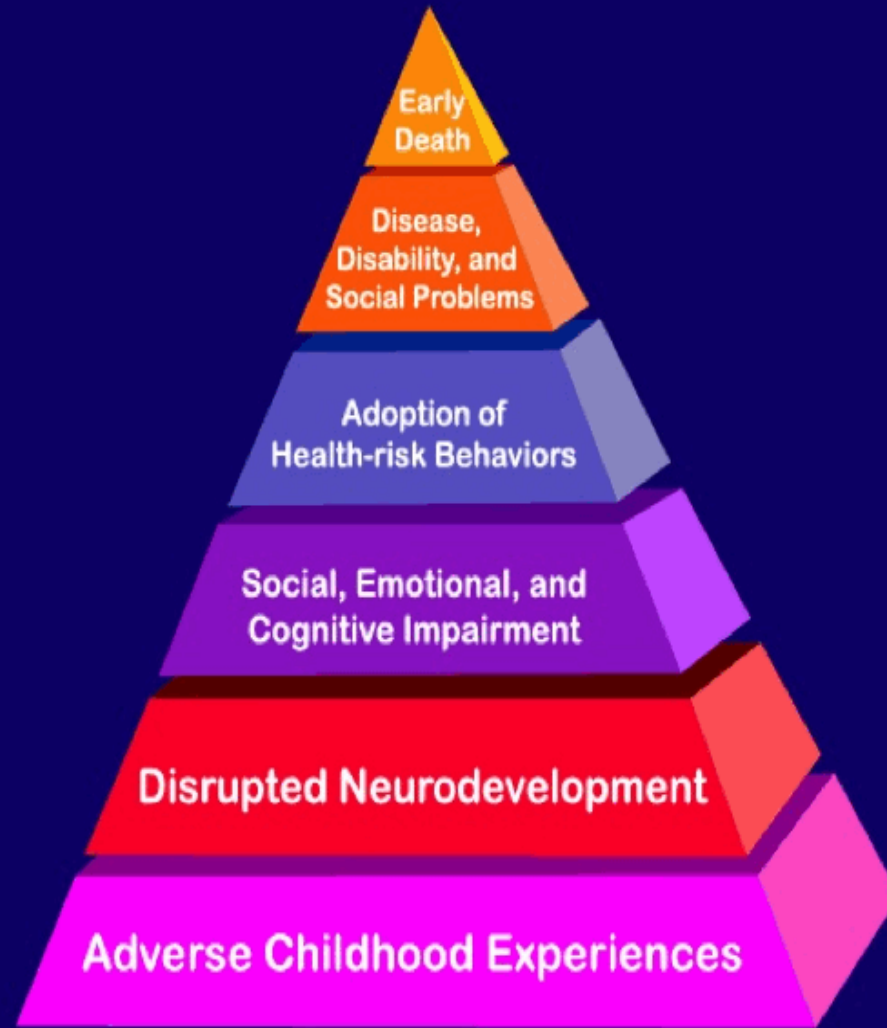 Early
Death
Disease,
Disability, and
Social Problems
Adoption of
Health-risk Behaviors
Social, Emotional, and
Cognitive Impairment
Disrupted Neurodevelopment
Adverse Childhood Experiences